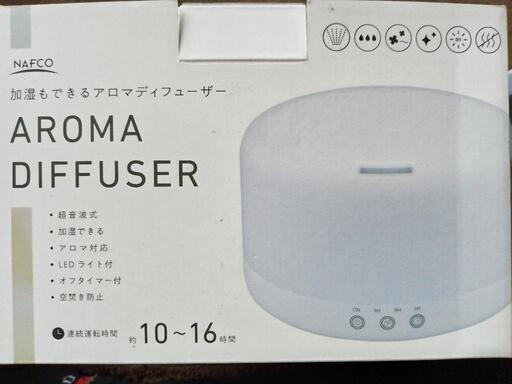 NAFCO
加湿もできるアロマディフューザー
AROMA
DIFFUSER
・超音波式
・加湿できる
・アロマ対応
・LEDライト付
・オフタイマー付
・空焚き防止
連続運転時間 約10～16時間
ON